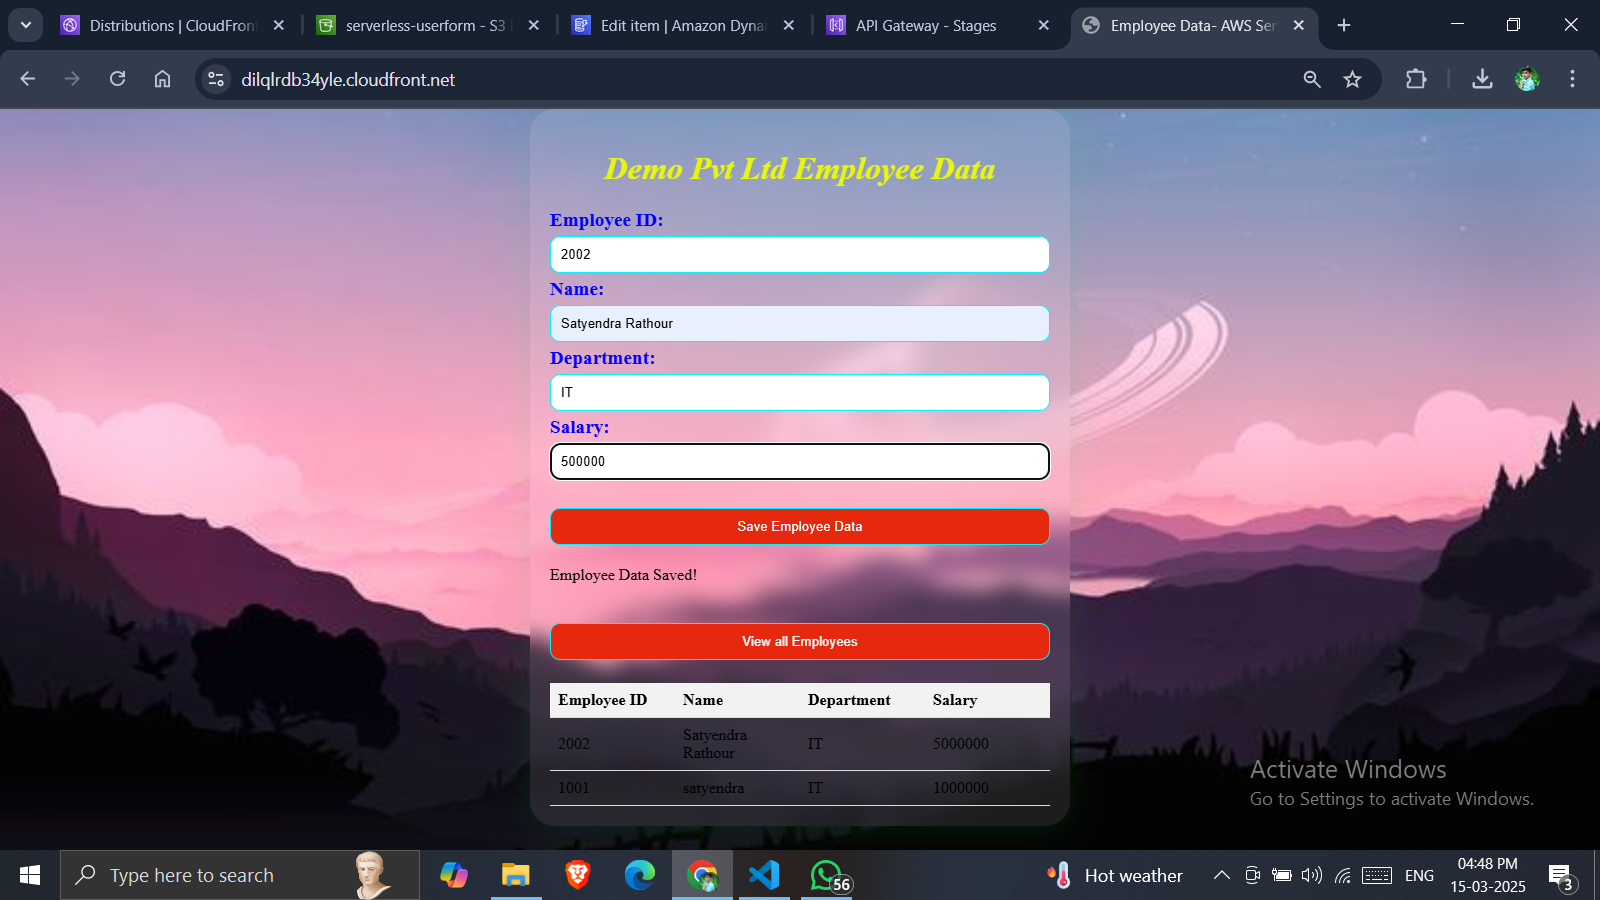 Distributions | CloudFront
serverless-userform - S3
Edit item | Amazon Dyna
API Gateway - Stages
Employee Data- AWS Ser
dilqlrdb34yle.cloudfront.net
Demo Pvt Ltd Employee Data
Employee ID:
2002
Name:
Satyendra Rathour
Department:
IT
Salary:
500000
Save Employee Data
Employee Data Saved!
View all Employees
Employee ID Name Department Salary
2002 Satyendra Rathour IT 5000000
1001 satyendra IT 1000000
Activate Windows
Go to Settings to activate Windows.
Type here to search
56
Hot weather
ENG
04:48 PM
15-03-2025
3